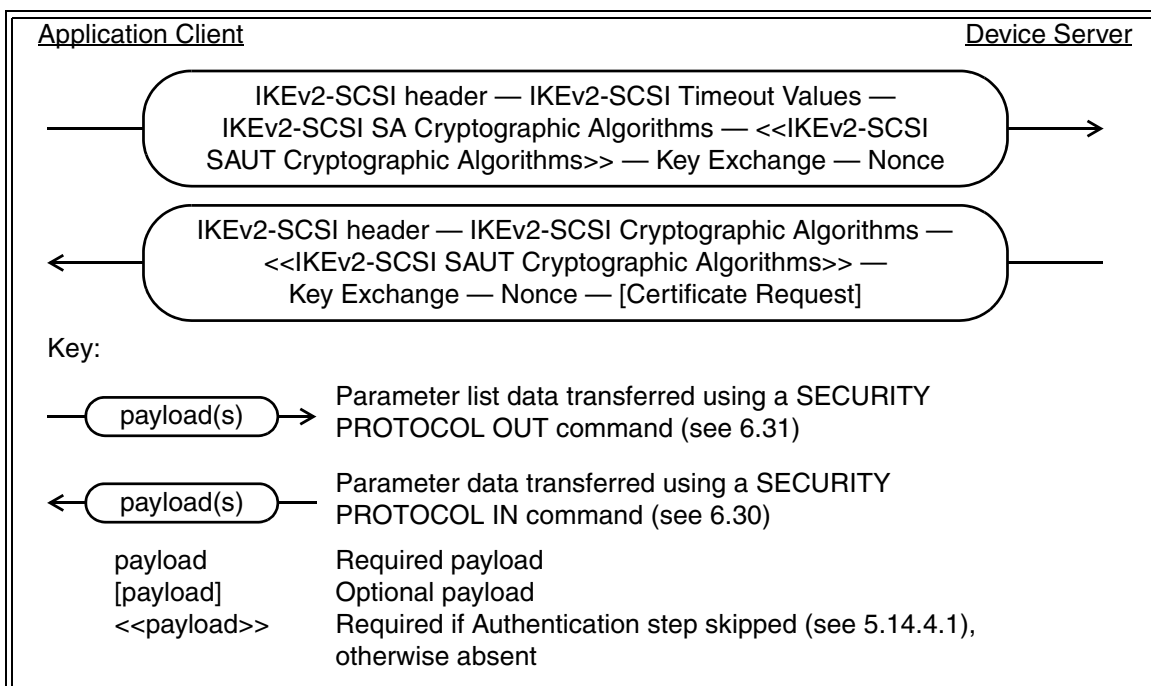 Application Client
Device Server
IKEv2-SCSI header — IKEv2-SCSI Timeout Values —
IKEv2-SCSI SA Cryptographic Algorithms — <<IKEv2-SCSI
SAUT Cryptographic Algorithms>> — Key Exchange — Nonce
IKEv2-SCSI header — IKEv2-SCSI Cryptographic Algorithms —
<<IKEv2-SCSI SAUT Cryptographic Algorithms>> —
Key Exchange — Nonce — [Certificate Request]
Key:
payload(s)
Parameter list data transferred using a SECURITY
PROTOCOL OUT command (see 6.31)
payload(s)
Parameter data transferred using a SECURITY
PROTOCOL IN command (see 6.30)
payload Required payload
[payload] Optional payload
<<payload>> Required if Authentication step skipped (see 5.14.4.1),
otherwise absent